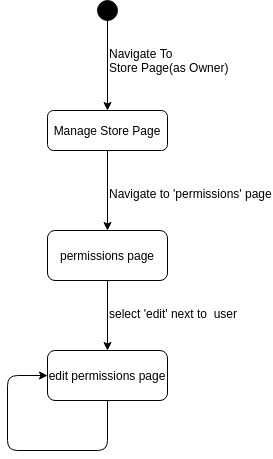 Navigate To
Store Page(as Owner)
Manage Store Page
Navigate to 'permissions' page
permissions page
select 'edit' next to  user
edit permissions page